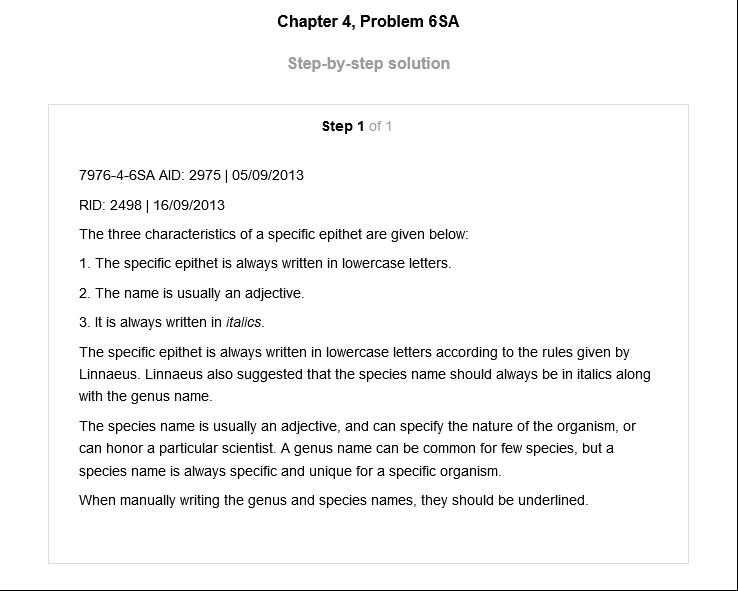 Chapter 4, Problem 6SA
Step-by-step solution
Step 1 of 1
7976-4-6SA AID: 2975 | 05/09/2013
RID: 2498 | 16/09/2013
The three characteristics of a specific epithet are given below:
1. The specific epithet is always written in lowercase letters.
2. The name is usually an adjective.
3. It is always written in italics.
The specific epithet is always written in lowercase letters according to the rules given by
Linnaeus. Linnaeus also suggested that the species name should always be in italics along
with the genus name.
The species name is usually an adjective, and can specify the nature of the organism, or
can honor a particular scientist. A genus name can be common for few species, but a
species name is always specific and unique for a specific organism.
When manually writing the genus and species names, they should be underlined.